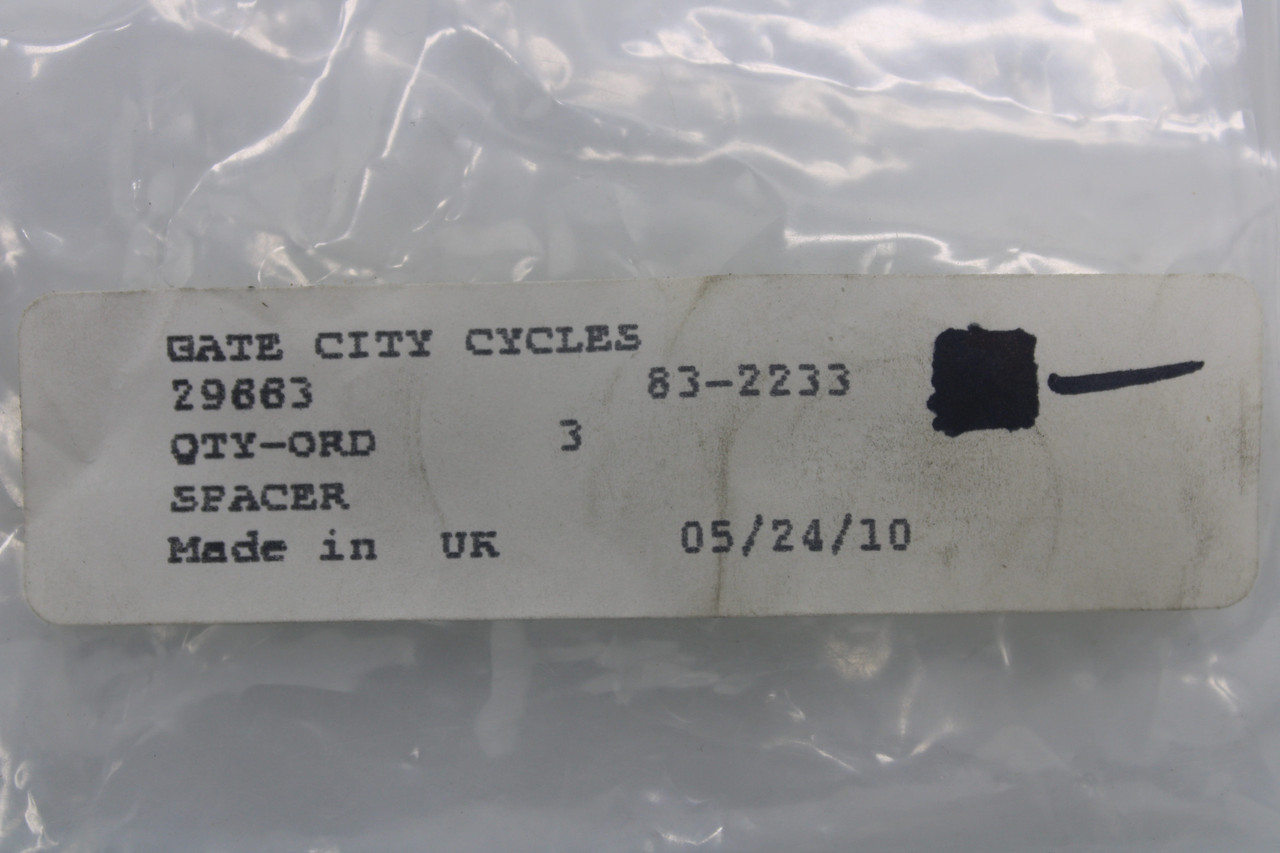 GATE CITY CYCLES
29663 83-2233
QTY-ORD 3
SPACER
Made in UK 05/24/10